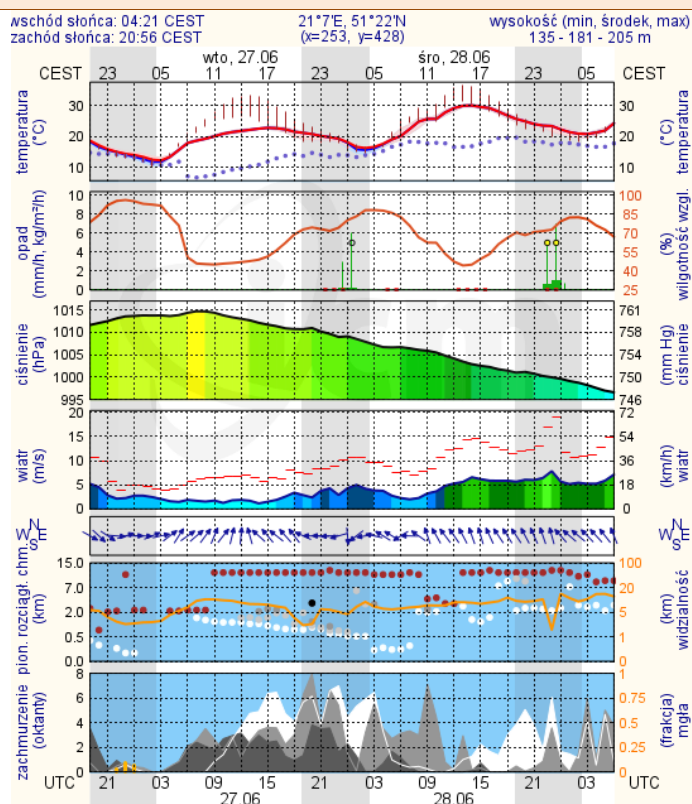 wschód słońca: 04:21 CEST 21°7'E, 51°22'N wysokość (min, środek, max)
zachód słońca: 20:56 CEST (x=253, y=428) 135 - 181 - 205 m
wto, 27.06 śro, 28.06
CEST 23 05 11 17 23 05 11 17 23 05 CEST
temperatura (°C)
30 20 10
30 20 10
temperatura (°C)
opad (mm/h, kg/m²/h)
10 8 6 4 2 0
100 85 70 55 40 25
(%) wilgotność wzgl.
ciśnienie (hPa)
1015 1010 1005 1000 995
761 758 754 750 746
(mm Hg) ciśnienie
wiatr (m/s)
20 15 10 5 0
72 54 36 18 0
(km/h) wiatr
N W E S
N W E S
pion. rozciągł. chm. (km)
15.0 7.0 2.0 0.5 0.0
100 20 5 1 0
(km) widzialność
zachmurzenie (oktanty)
8 6 4 2 0
1 0.75 0.5 0.25 0
(frakcja) mgła
UTC 21 03 09 15 21 03 09 15 21 03 UTC
27.06 28.06